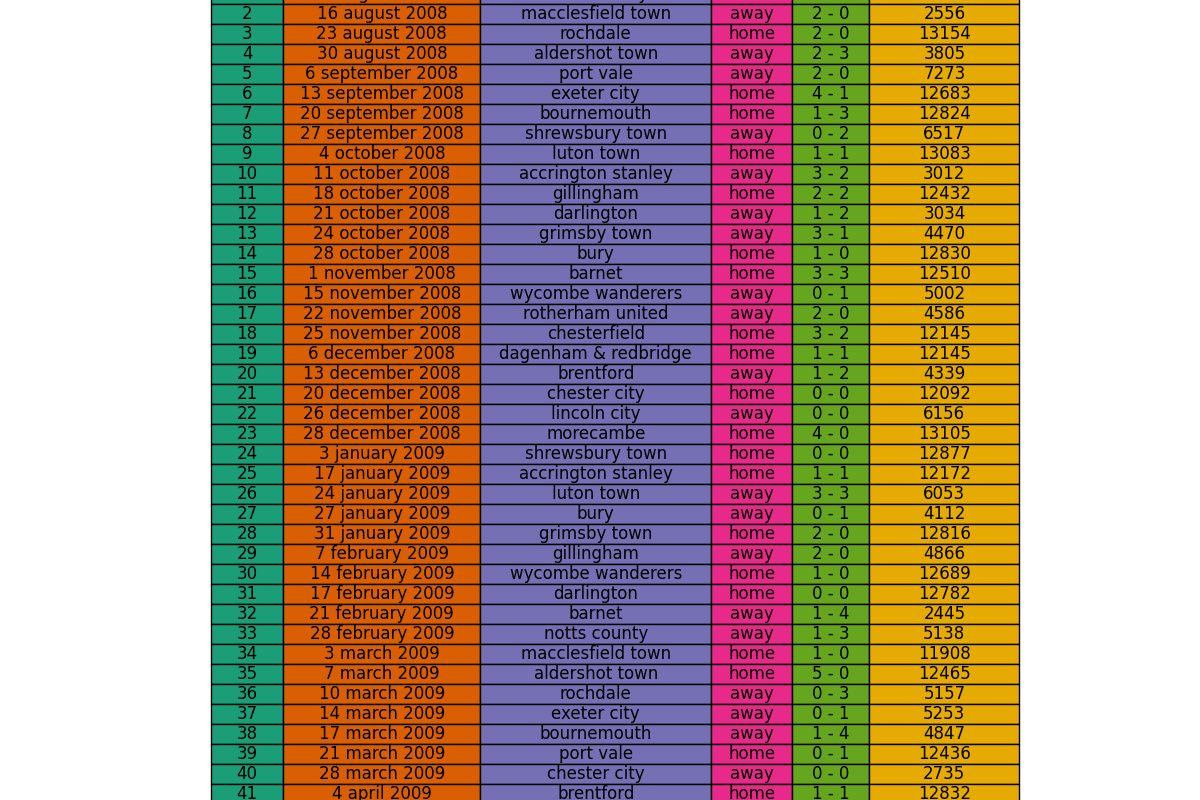 2 16 august 2008 macclesfield town away 2 - 0 2556
3 23 august 2008 rochdale home 2 - 0 13154
4 30 august 2008 aldershot town away 2 - 3 3805
5 6 september 2008 port vale away 2 - 0 7273
6 13 september 2008 exeter city home 4 - 1 12683
7 20 september 2008 bournemouth home 1 - 3 12824
8 27 september 2008 shrewsbury town away 0 - 2 6517
9 4 october 2008 luton town home 1 - 1 13083
10 11 october 2008 accrington stanley away 3 - 2 3012
11 18 october 2008 gillingham home 2 - 2 12432
12 21 october 2008 darlington away 1 - 2 3034
13 24 october 2008 grimsby town away 3 - 1 4470
14 28 october 2008 bury home 1 - 0 12830
15 1 november 2008 barnet home 3 - 3 12510
16 15 november 2008 wycombe wanderers away 0 - 1 5002
17 22 november 2008 rotherham united away 2 - 0 4586
18 25 november 2008 chesterfield home 3 - 2 12145
19 6 december 2008 dagenham & redbridge home 1 - 1 12145
20 13 december 2008 brentford away 1 - 2 4339
21 20 december 2008 chester city home 0 - 0 12092
22 26 december 2008 lincoln city away 0 - 0 6156
23 28 december 2008 morecambe home 4 - 0 13105
24 3 january 2009 shrewsbury town home 0 - 0 12877
25 17 january 2009 accrington stanley home 1 - 1 12172
26 24 january 2009 luton town away 3 - 3 6053
27 27 january 2009 bury away 0 - 1 4112
28 31 january 2009 grimsby town home 2 - 0 12816
29 7 february 2009 gillingham away 2 - 0 4866
30 14 february 2009 wycombe wanderers home 1 - 0 12689
31 17 february 2009 darlington home 0 - 0 12782
32 21 february 2009 barnet away 1 - 4 2445
33 28 february 2009 notts county away 1 - 3 5138
34 3 march 2009 macclesfield town home 1 - 0 11908
35 7 march 2009 aldershot town home 5 - 0 12465
36 10 march 2009 rochdale away 0 - 3 5157
37 14 march 2009 exeter city away 0 - 1 5253
38 17 march 2009 bournemouth away 1 - 4 4847
39 21 march 2009 port vale home 0 - 1 12436
40 28 march 2009 chester city away 0 - 0 2735
41 4 april 2009 brentford home 1 - 1 12832